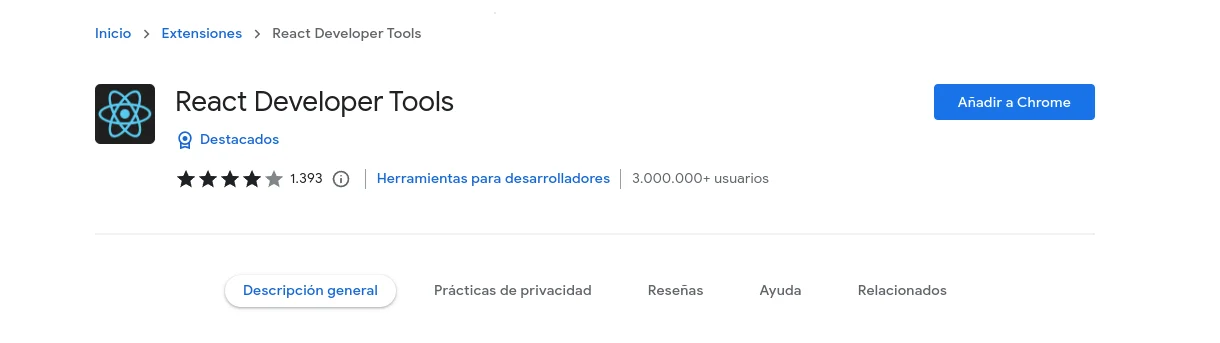 Inicio > Extensiones > React Developer Tools
React Developer Tools
Añadir a Chrome
Destacados
1.393 Herramientas para desarrolladores 3.000.000+ usuarios
Descripción general Prácticas de privacidad Reseñas Ayuda Relacionados